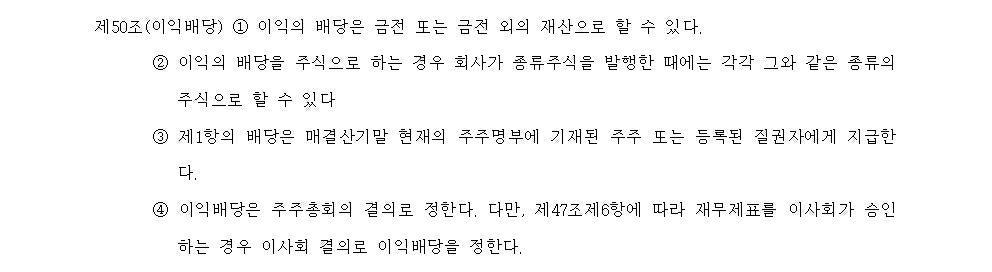 제50조(이익배당) ① 이익의 배당은 금전 또는 금전 외의 재산으로 할 수 있다.
② 이익의 배당을 주식으로 하는 경우 회사가 종류주식을 발행한 때에는 각각 그와 같은 종류의
주식으로 할 수 있다
③ 제1항의 배당은 매결산기말 현재의 주주명부에 기재된 주주 또는 등록된 질권자에게 지급한
다.
④ 이익배당은 주주총회의 결의로 정한다. 다만, 제47조제6항에 따라 재무제표를 이사회가 승인
하는 경우 이사회 결의로 이익배당을 정한다.